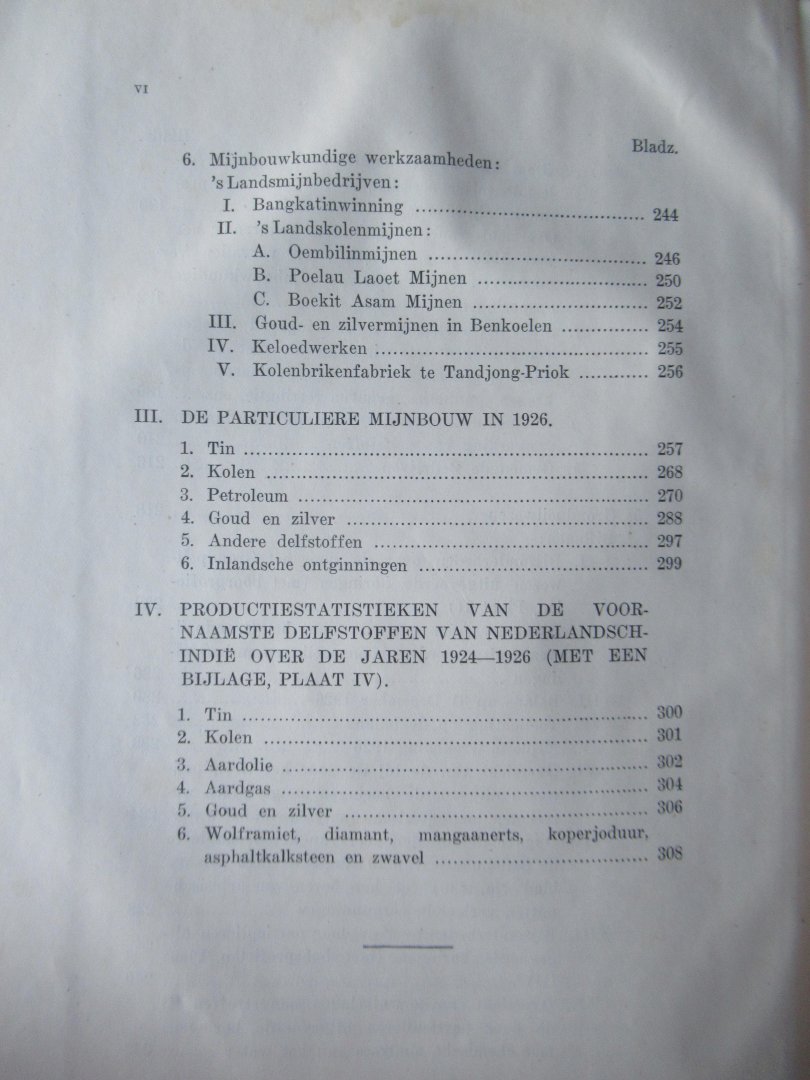 VI
Bladz.
6. Mijnbouwkundige werkzaamheden:
's Landsmijnbedrijven:
I. Bangkatinwinning ........................................ 244
II. 's Landskolenmijnen:
A. Oembilinmijnen ...................................... 246
B. Poelau Laoet Mijnen .............................. 250
C. Boekit Asam Mijnen .............................. 252
III. Goud- en zilvermijnen in Benkoelen ............... 254
IV. Keloedwerken ............................................. 255
V. Kolenbrikenfabriek te Tandjong-Priok ............ 256
III. DE PARTICULIERE MIJNBOUW IN 1926.
1. Tin ................................................................ 257
2. Kolen ............................................................ 268
3. Petroleum ..................................................... 270
4. Goud en zilver ............................................... 288
5. Andere delfstoffen .......................................... 297
6. Inlandsche ontginningen .................................. 299
IV. PRODUCTIESTATISTIEKEN VAN DE VOOR-
NAAMSTE DELFSTOFFEN VAN NEDERLANDSCH-
INDIË OVER DE JAREN 1924—1926 (MET EEN
BIJLAGE, PLAAT IV).
1. Tin ................................................................ 300
2. Kolen ............................................................ 301
3. Aardolie ........................................................ 302
4. Aardgas ........................................................ 304
5. Goud en zilver ............................................... 306
6. Wolframiet, diamant, mangaanerts, koperjoduur,
asphaltkalksteen en zwavel .................................. 308